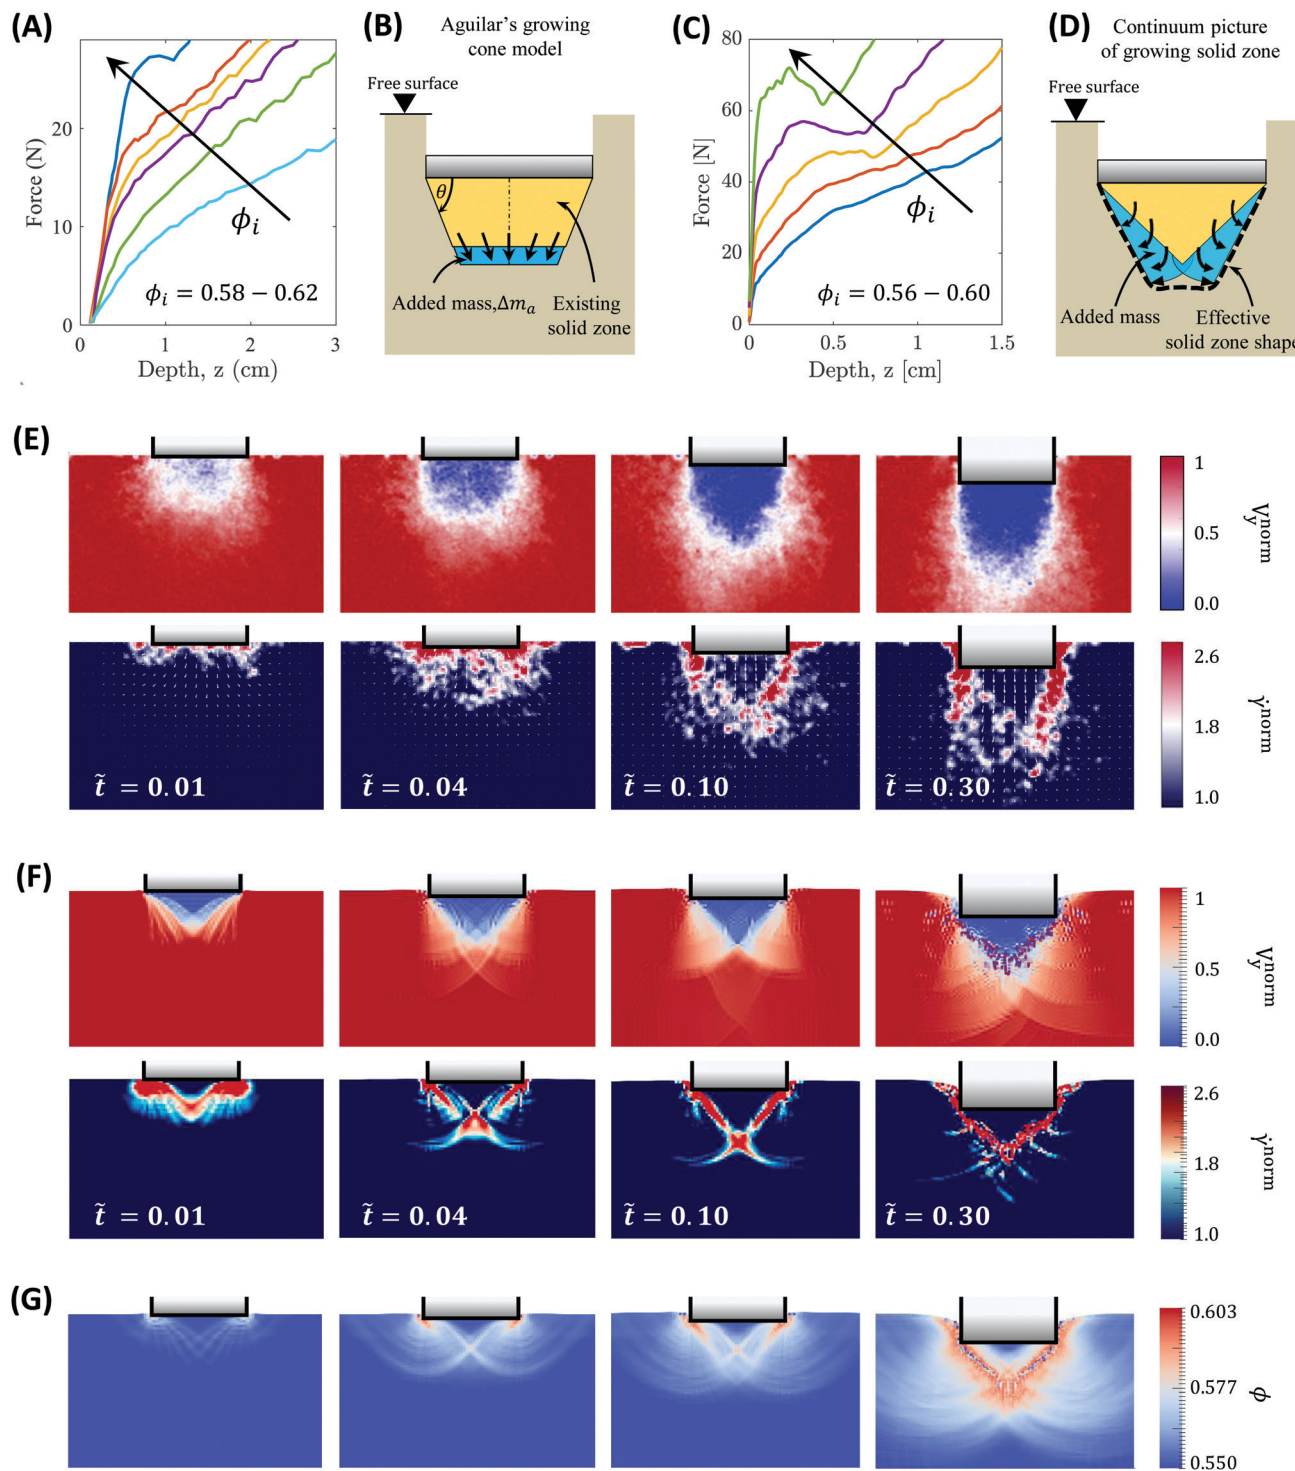 (A)
Force (N)
20
10
0
0 1 2 3
Depth, z (cm)
ϕi
ϕi = 0.58 − 0.62
(B)
Aguilar's growing
cone model
Free surface
θ
Added mass,Δma
Existing
solid zone
(C)
Force [N]
80
60
40
20
0
0 0.5 1 1.5
Depth, z [cm]
ϕi
ϕi = 0.56 − 0.60
(D)
Continuum picture
of growing solid zone
Free surface
Added mass
Effective
solid zone shape
(E)
1
0.5
0.0
Vy norm
t̃ = 0.01
t̃ = 0.04
t̃ = 0.10
t̃ = 0.30
2.6
1.8
1.0
γ̇norm
(F)
1
0.5
0.0
Vy norm
t̃ = 0.01
t̃ = 0.04
t̃ = 0.10
t̃ = 0.30
2.6
1.8
1.0
γ̇norm
(G)
0.603
0.577
0.550
ϕ